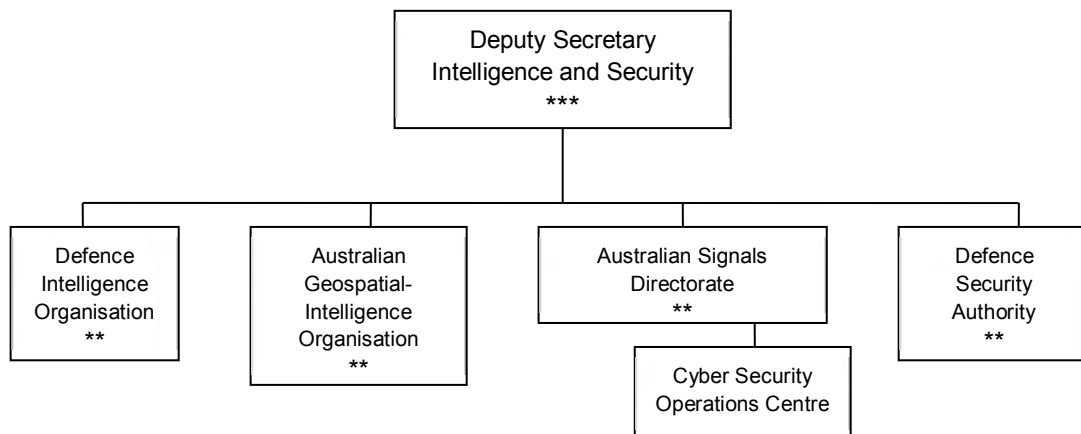 Deputy Secretary
Intelligence and Security
***
Defence
Intelligence
Organisation
**
Australian
Geospatial-
Intelligence
Organisation
**
Australian Signals
Directorate
**
Defence
Security
Authority
**
Cyber Security
Operations Centre